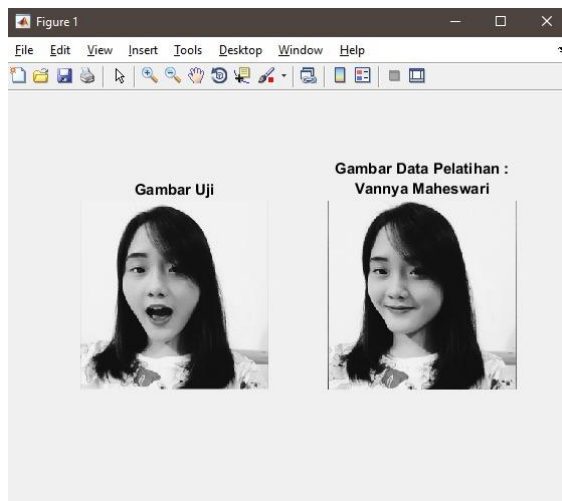 Figure 1
File Edit View Insert Tools Desktop Window Help
Gambar Uji
Gambar Data Pelatihan :
Vannya Maheswari